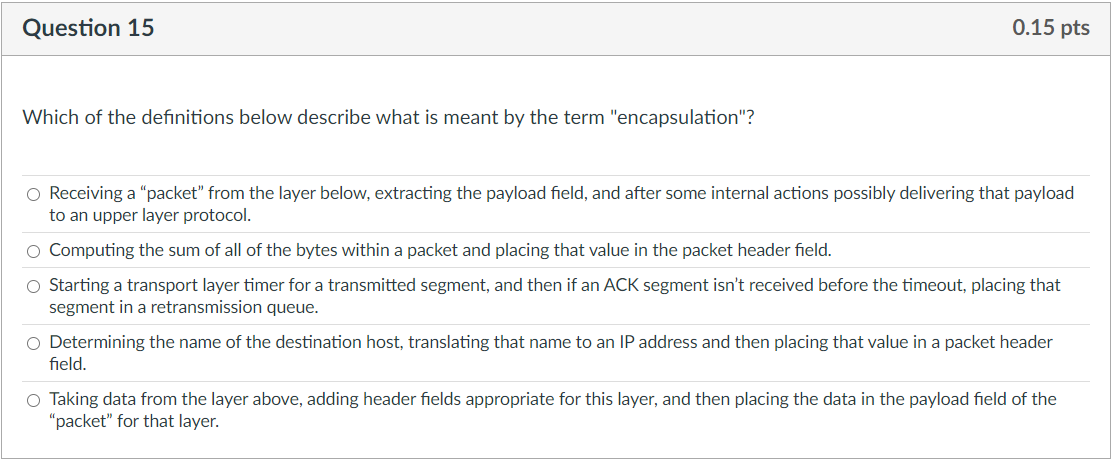 Question 15
0.15 pts
Which of the definitions below describe what is meant by the term "encapsulation"?
Receiving a “packet” from the layer below, extracting the payload field, and after some internal actions possibly delivering that payload
to an upper layer protocol.
Computing the sum of all of the bytes within a packet and placing that value in the packet header field.
Starting a transport layer timer for a transmitted segment, and then if an ACK segment isn't received before the timeout, placing that
segment in a retransmission queue.
Determining the name of the destination host, translating that name to an IP address and then placing that value in a packet header
field.
Taking data from the layer above, adding header fields appropriate for this layer, and then placing the data in the payload field of the
“packet” for that layer.